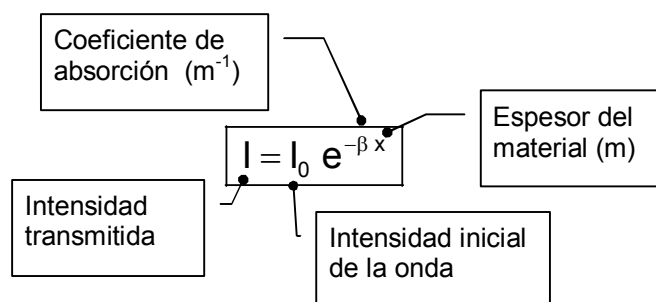 Coeficiente de
absorción (m⁻¹)
Espesor del
material (m)
I = I₀ e^{−β x}
Intensidad
transmitida
Intensidad inicial
de la onda